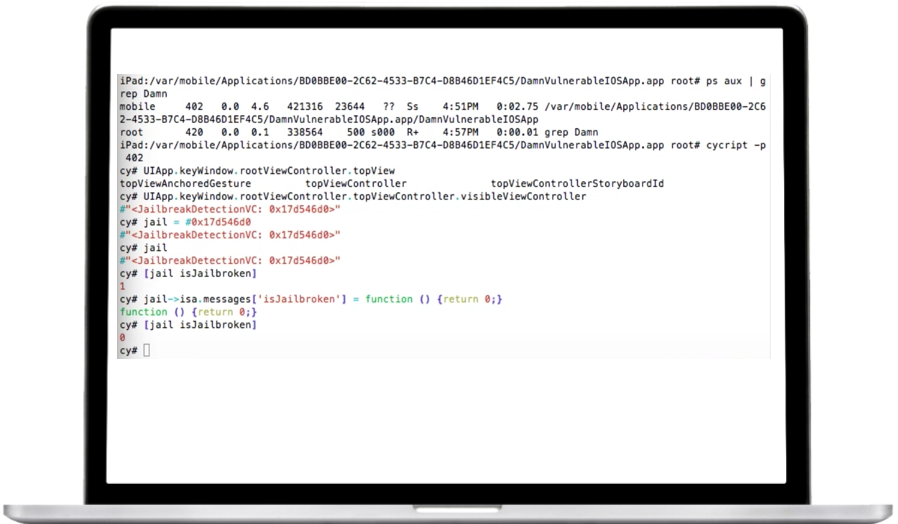 iPad:/var/mobile/Applications/BD0BBE00-2C62-4533-B7C4-D8B46D1EF4C5/DamnVulnerableIOSApp.app root# ps aux | g
rep Damn
mobile     402   0.0  4.6   421316  23644   ??  Ss    4:51PM   0:02.75 /var/mobile/Applications/BD0BBE00-2C6
2-4533-B7C4-D8B46D1EF4C5/DamnVulnerableIOSApp.app/DamnVulnerableIOSApp
root       420   0.0  0.1   338564    500 s000  R+    4:57PM   0:00.01 grep Damn
iPad:/var/mobile/Applications/BD0BBE00-2C62-4533-B7C4-D8B46D1EF4C5/DamnVulnerableIOSApp.app root# cycript -p
 402
cy# UIApp.keyWindow.rootViewController.topView
topViewAnchoredGesture         topViewController              topViewControllerStoryboardId
cy# UIApp.keyWindow.rootViewController.topViewController.visibleViewController
#"<JailbreakDetectionVC: 0x17d546d0>"
cy# jail = #0x17d546d0
#"<JailbreakDetectionVC: 0x17d546d0>"
cy# jail
#"<JailbreakDetectionVC: 0x17d546d0>"
cy# [jail isJailbroken]
1
cy# jail->isa.messages['isJailbroken'] = function () {return 0;}
function () {return 0;}
cy# [jail isJailbroken]
0
cy#